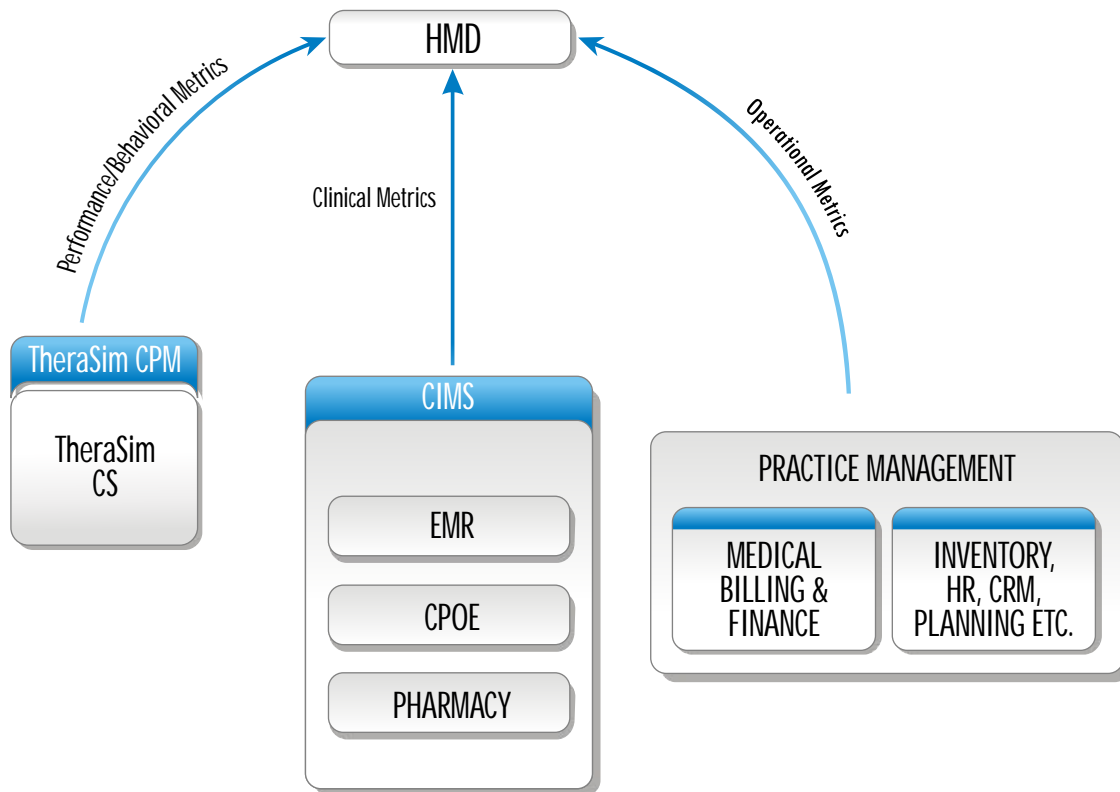 HMD
Performance/Behavioral Metrics
Clinical Metrics
Operational Metrics
TheraSim CPM
TheraSim
CS
CIMS
EMR
CPOE
PHARMACY
PRACTICE MANAGEMENT
MEDICAL
BILLING &
FINANCE
INVENTORY,
HR, CRM,
PLANNING ETC.